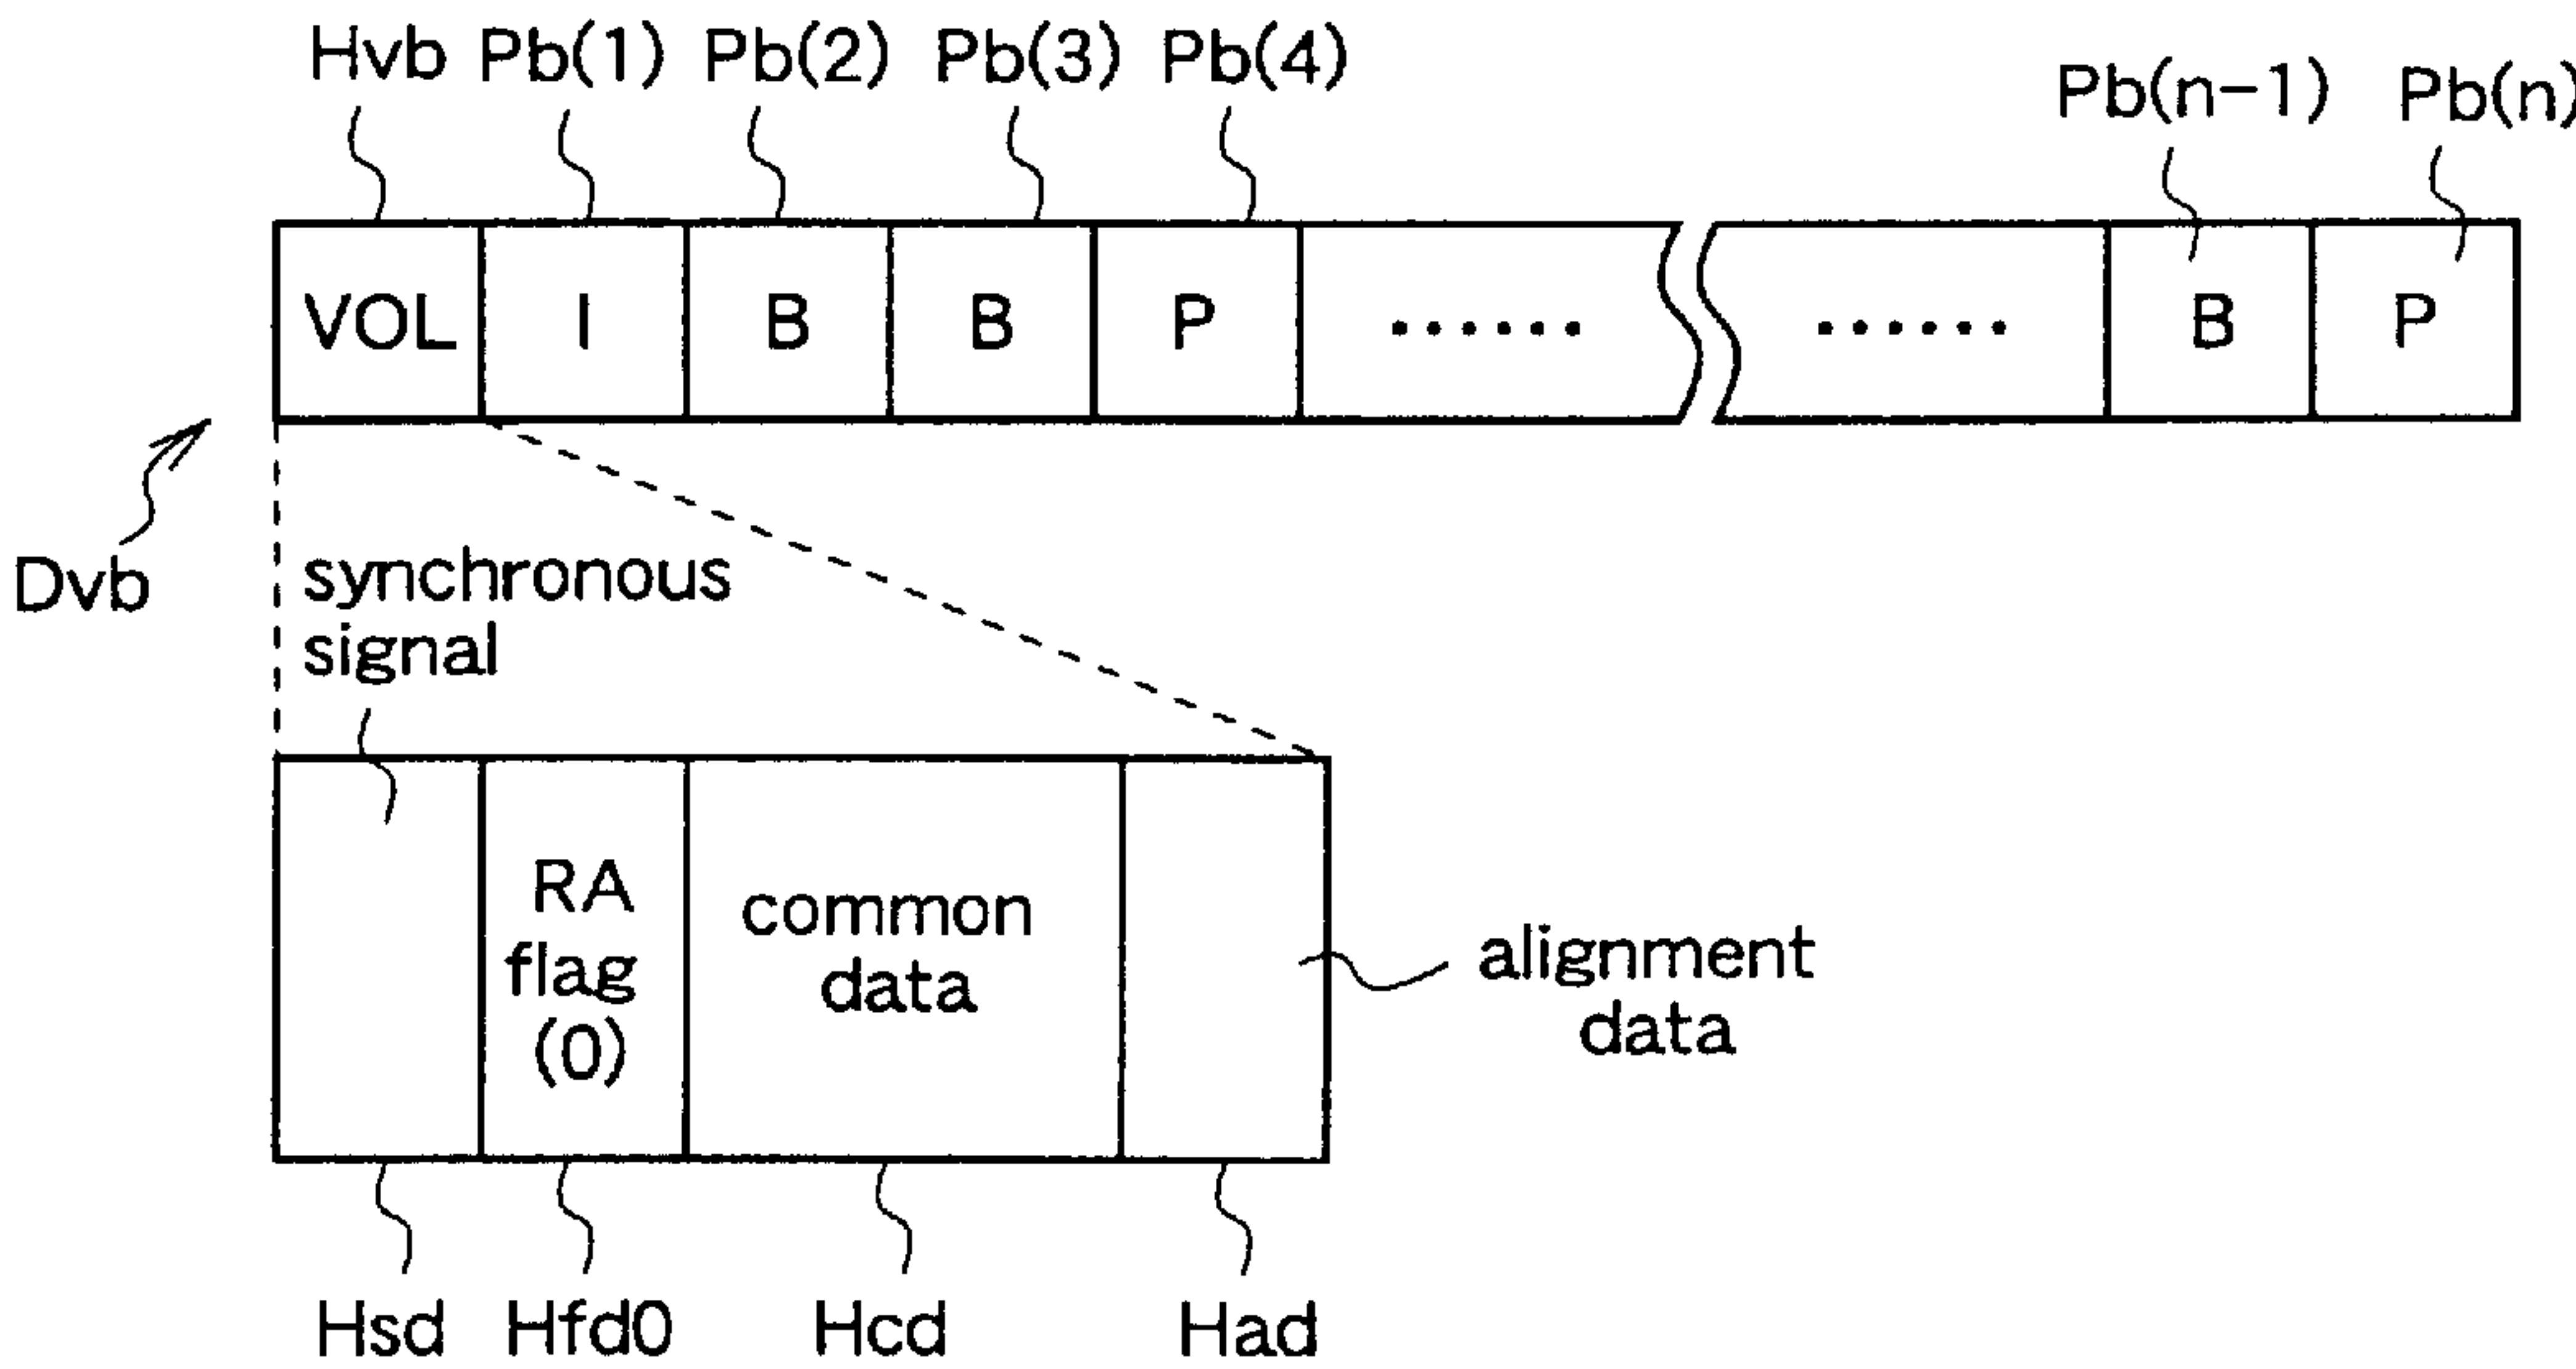 Hvb Pb(1) Pb(2) Pb(3) Pb(4) Pb(n-1) Pb(n)
VOL I B B P ...... ...... B P
Dvb
synchronous
signal
RA
flag
(0)
common
data
alignment
data
Hsd Hfd0 Hcd Had